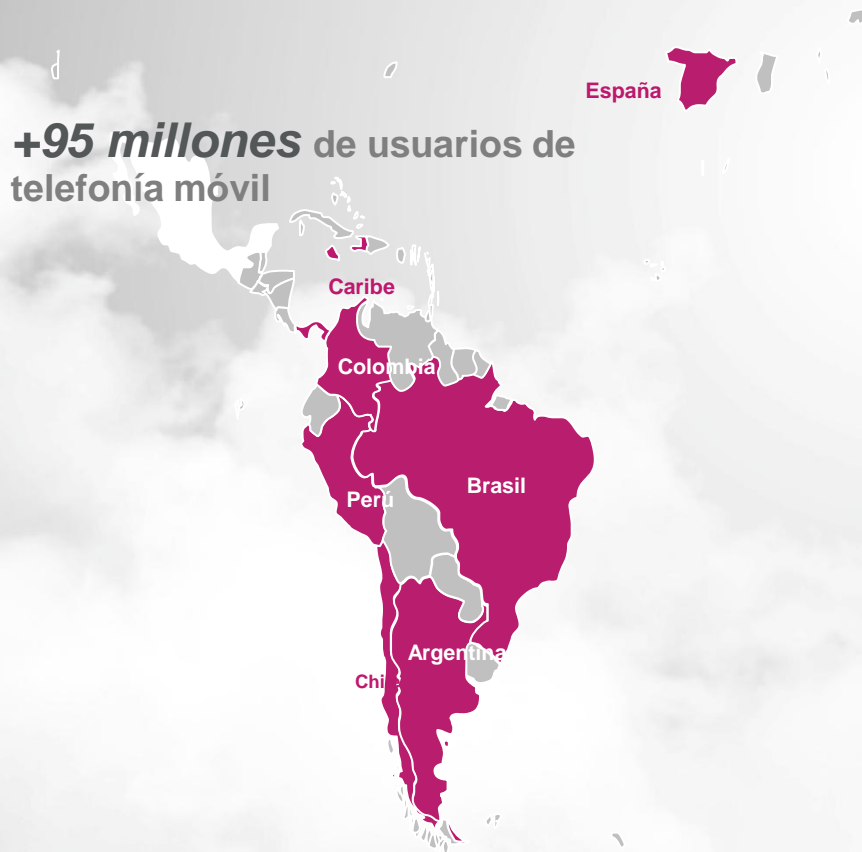 España
+95 millones de usuarios de
telefonía móvil
Caribe
Colombia
Brasil
Perú
Argentina
Chile